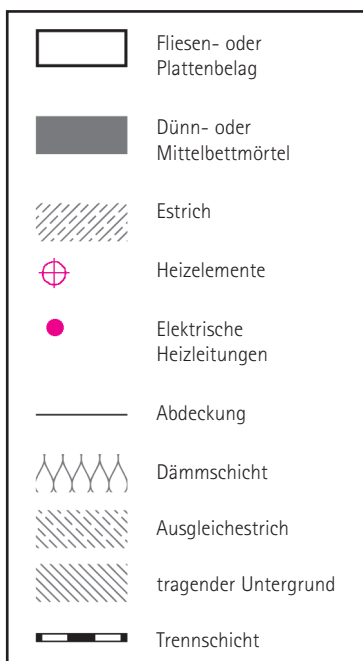 Fliesen- oder
Plattenbelag
Dünn- oder
Mittelbettmörtel
Estrich
Heizelemente
Elektrische
Heizleitungen
Abdeckung
Dämmschicht
Ausgleichestrich
tragender Untergrund
Trennschicht